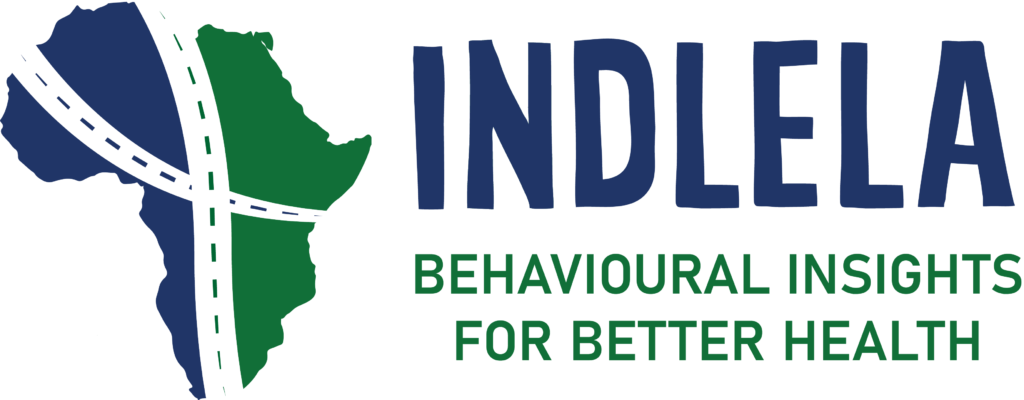 INDLELA
BEHAVIOURAL INSIGHTS
FOR BETTER HEALTH